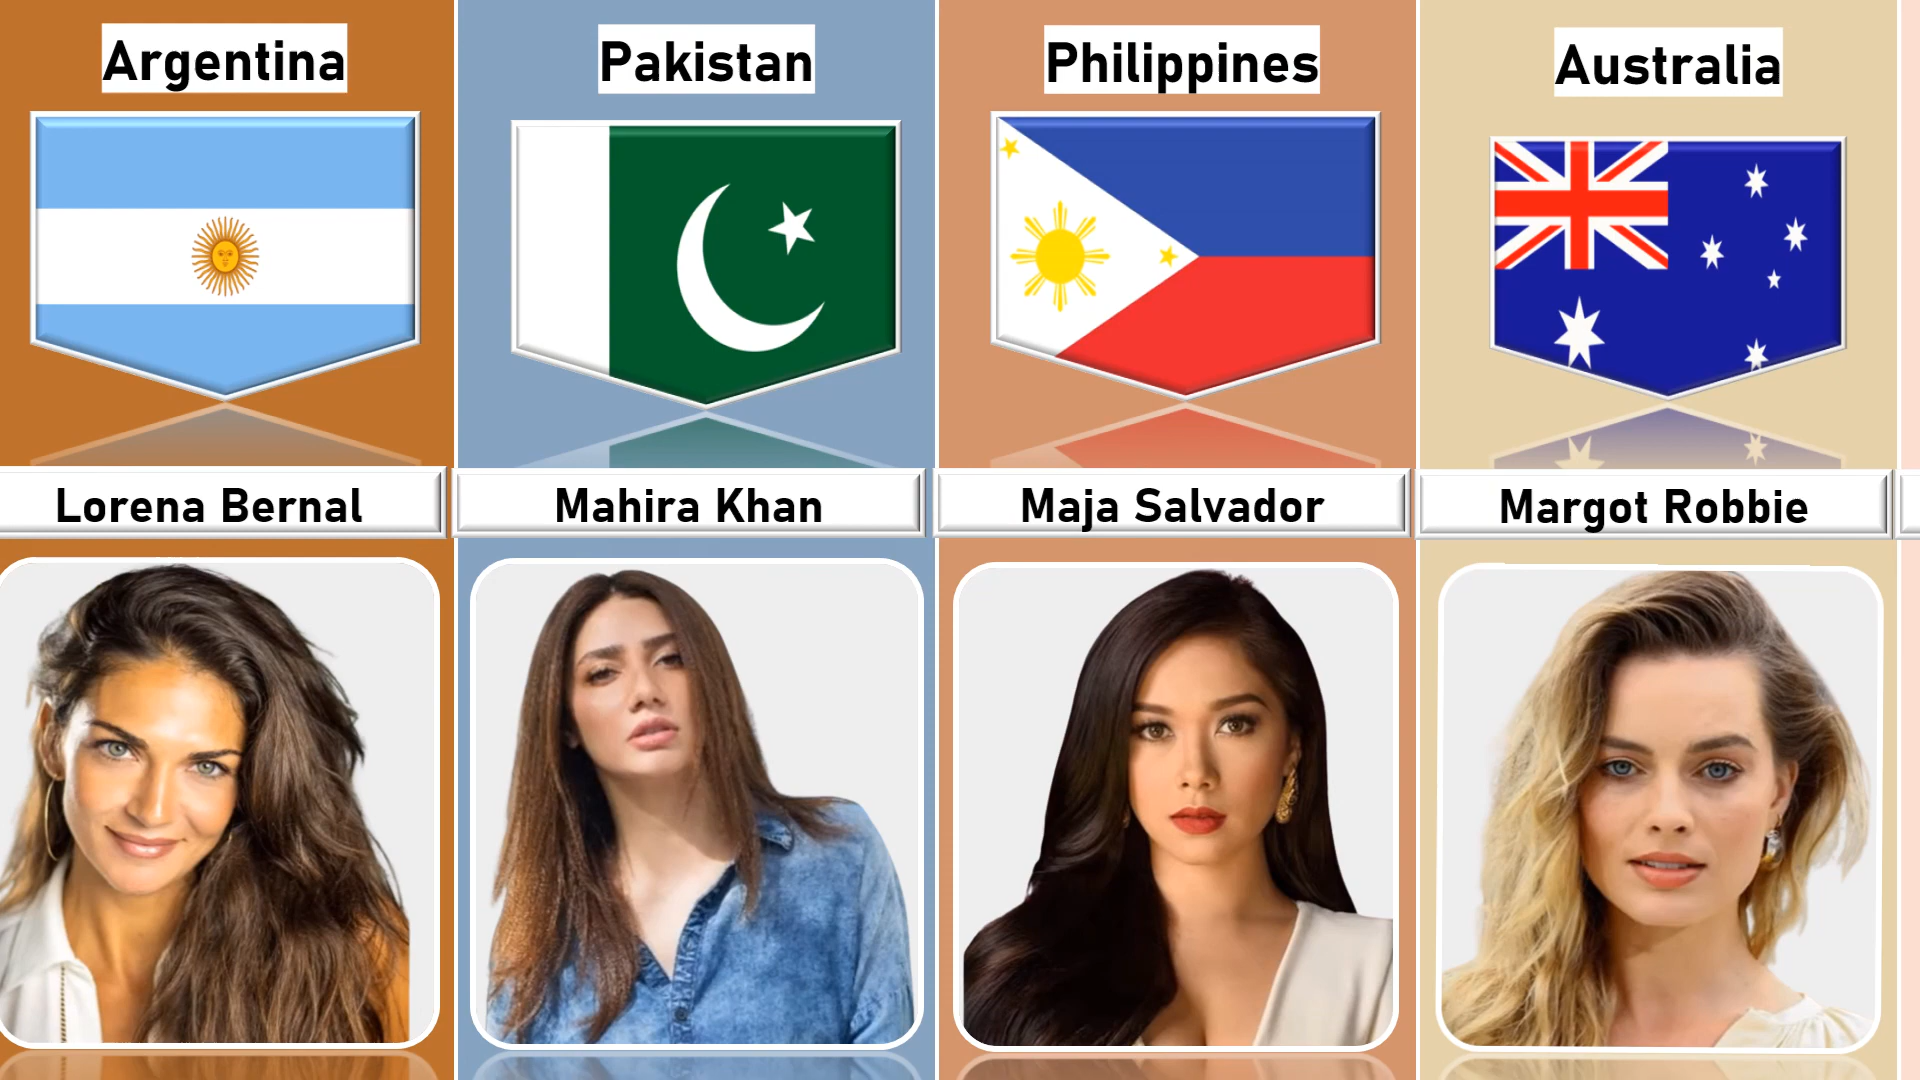 Argentina
Pakistan
Philippines
Australia
Lorena Bernal
Mahira Khan
Maja Salvador
Margot Robbie